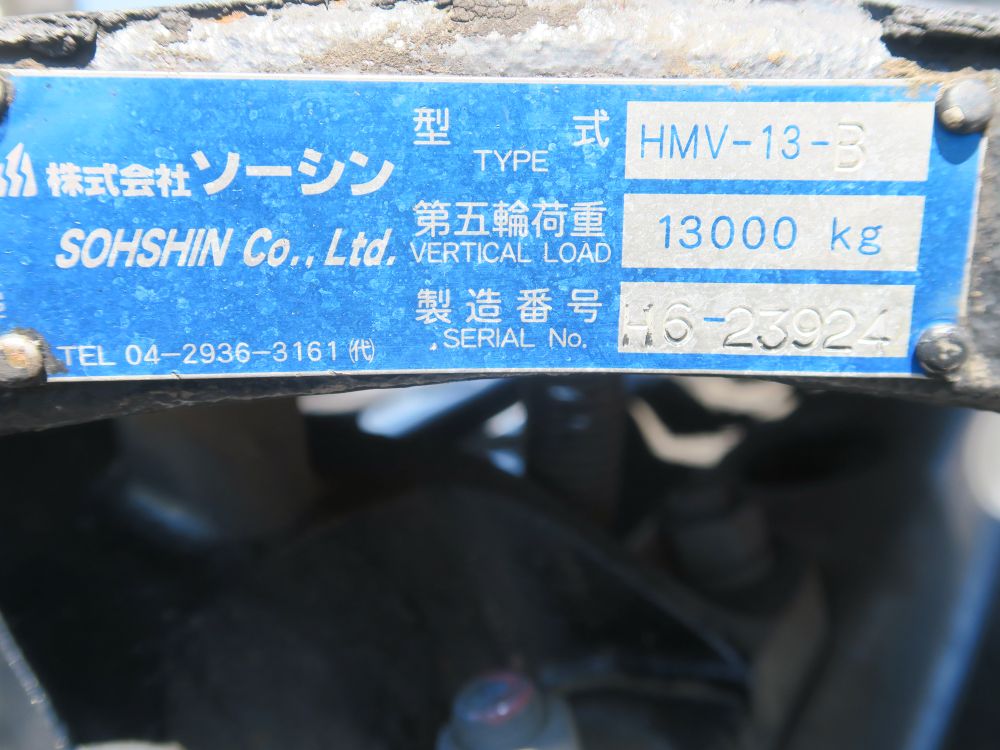 株式会社ソーシン
SOHSHIN Co.,Ltd.
TEL 04-2936-3161 ㈹
型 式 HMV-13-B
TYPE
第五輪荷重 13000 kg
VERTICAL LOAD
製造番号 H6-23924
SERIAL No.